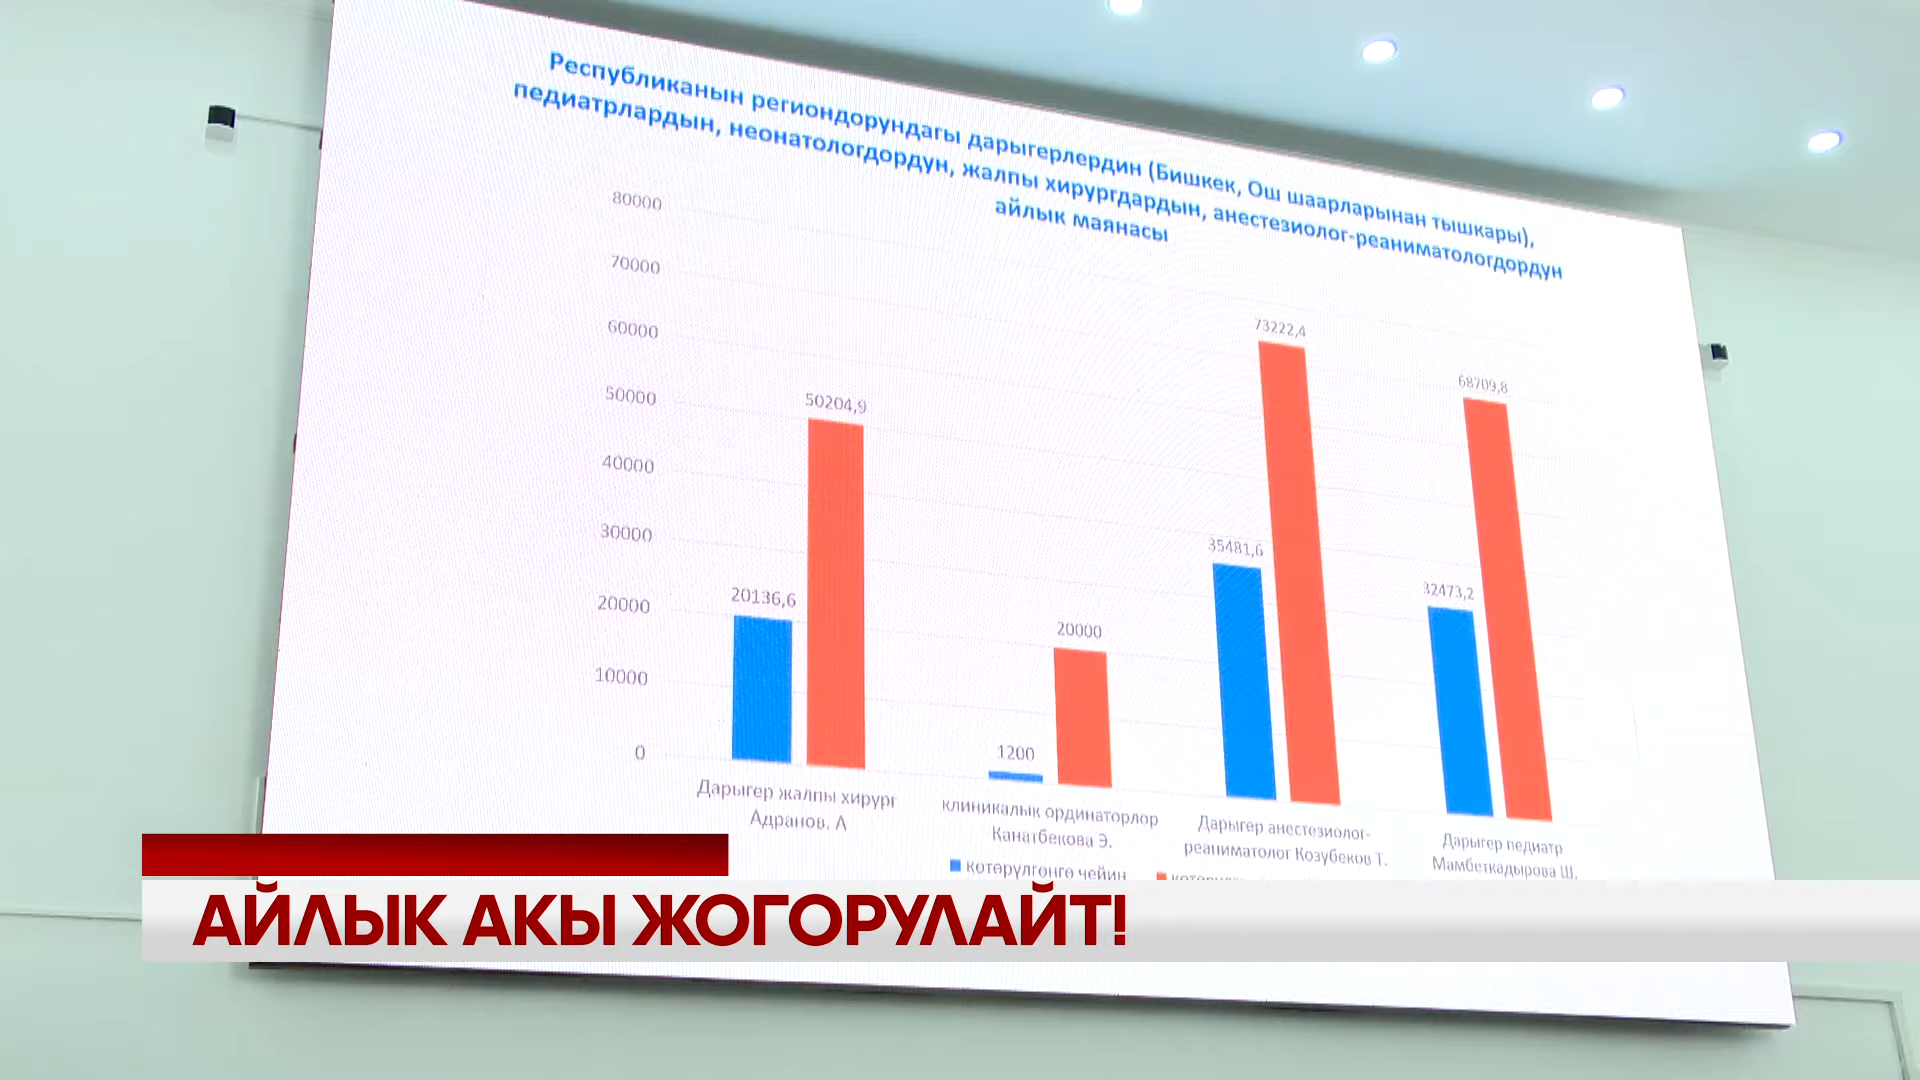 Республиканын региондорундагы дарыгерлердин (Бишкек, Ош шаарларынан тышкары),
педиатрлардын, неонатологдордун, жалпы хирургдардын, анестезиолог-реаниматологдордун
айлык маянасы
80000
70000
60000
50000
40000
30000
20000
10000
0
20136,6
50204,9
1200
20000
35481,6
73222,4
32473,2
68709,8
Дарыгер жалпы хирург
Адранов. А
клиникалык ординаторлор
Канатбекова Э.
Дарыгер анестезиолог-
реаниматолог Козубеков Т.
Дарыгер педиатр
Мамбеткадырова Ш.
көтөрүлгөнгө чейин
АЙЛЫК АКЫ ЖОГОРУЛАЙТ!